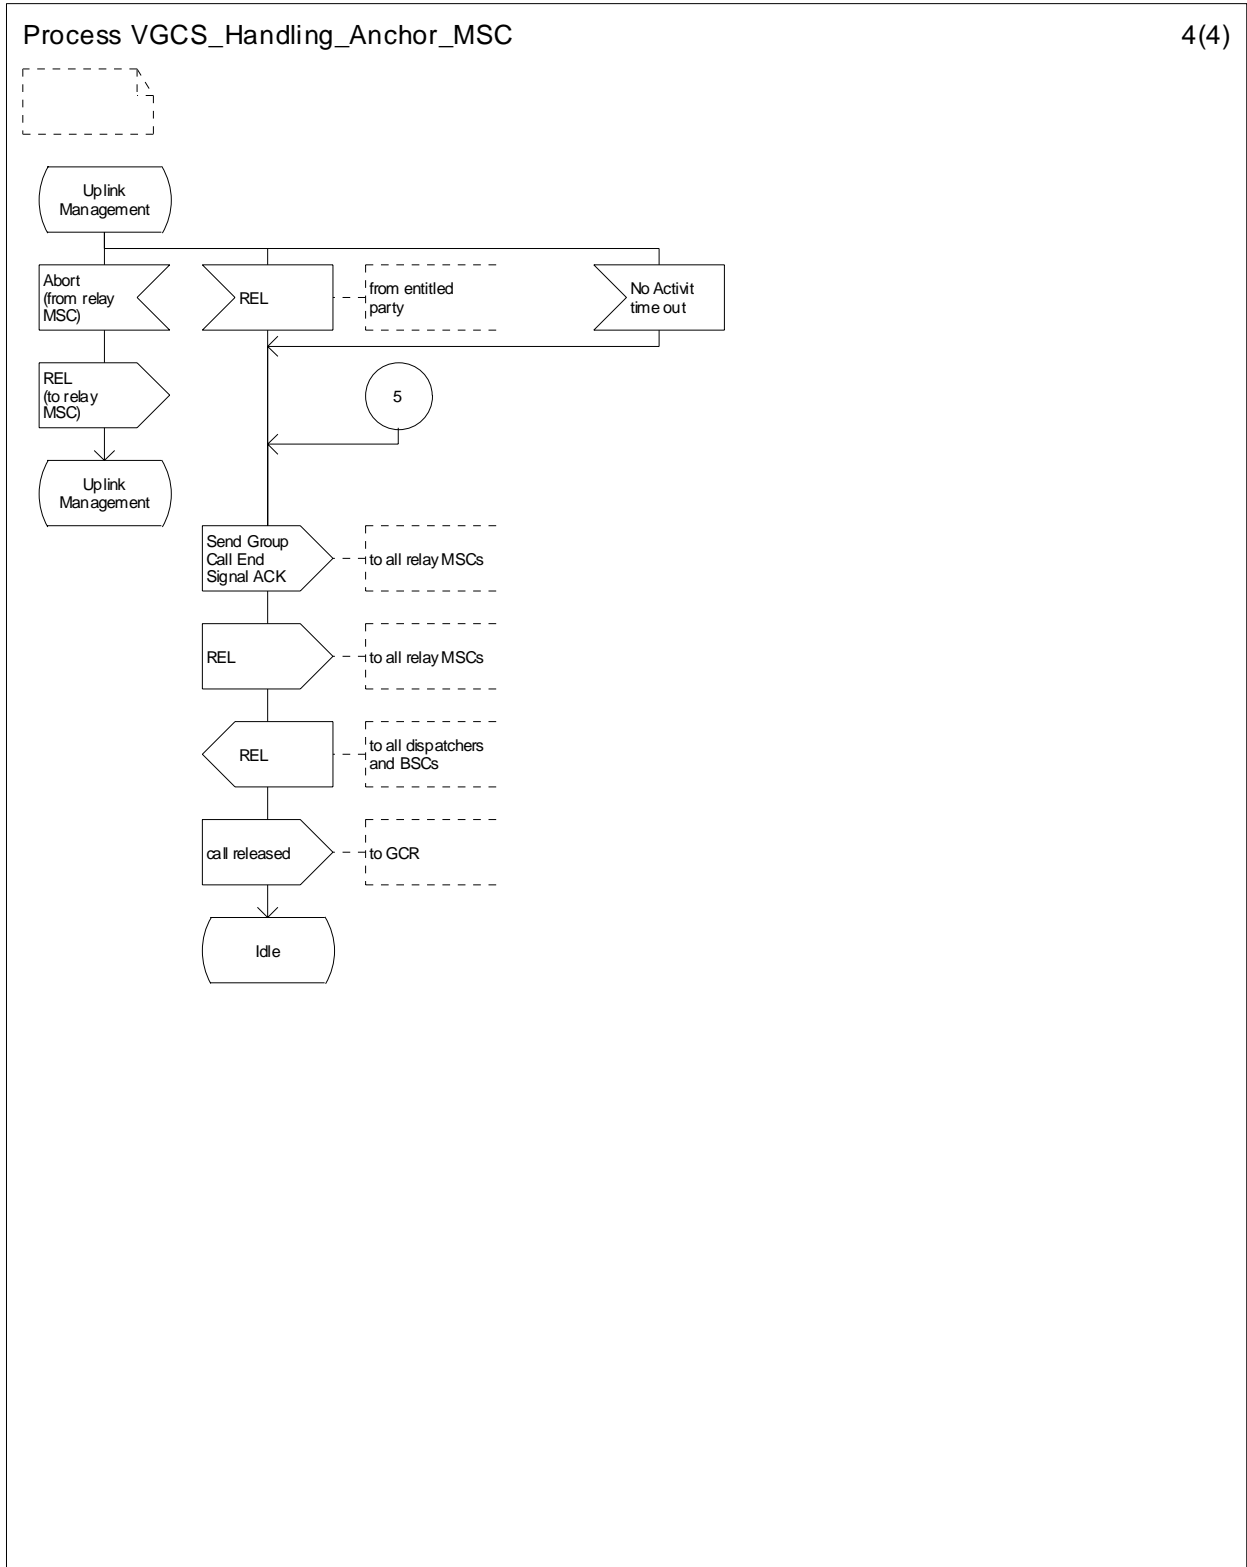 Process VGCS_Handling_Anchor_MSC
4(4)
Uplink
Management
Abort
(from relay
MSC)
REL
from entitled
party
No Activit
time out
REL
(to relay
MSC)
5
Uplink
Management
Send Group
Call End
Signal ACK
to all relay MSCs
REL
to all relay MSCs
REL
to all dispatchers
and BSCs
call released
to GCR
Idle